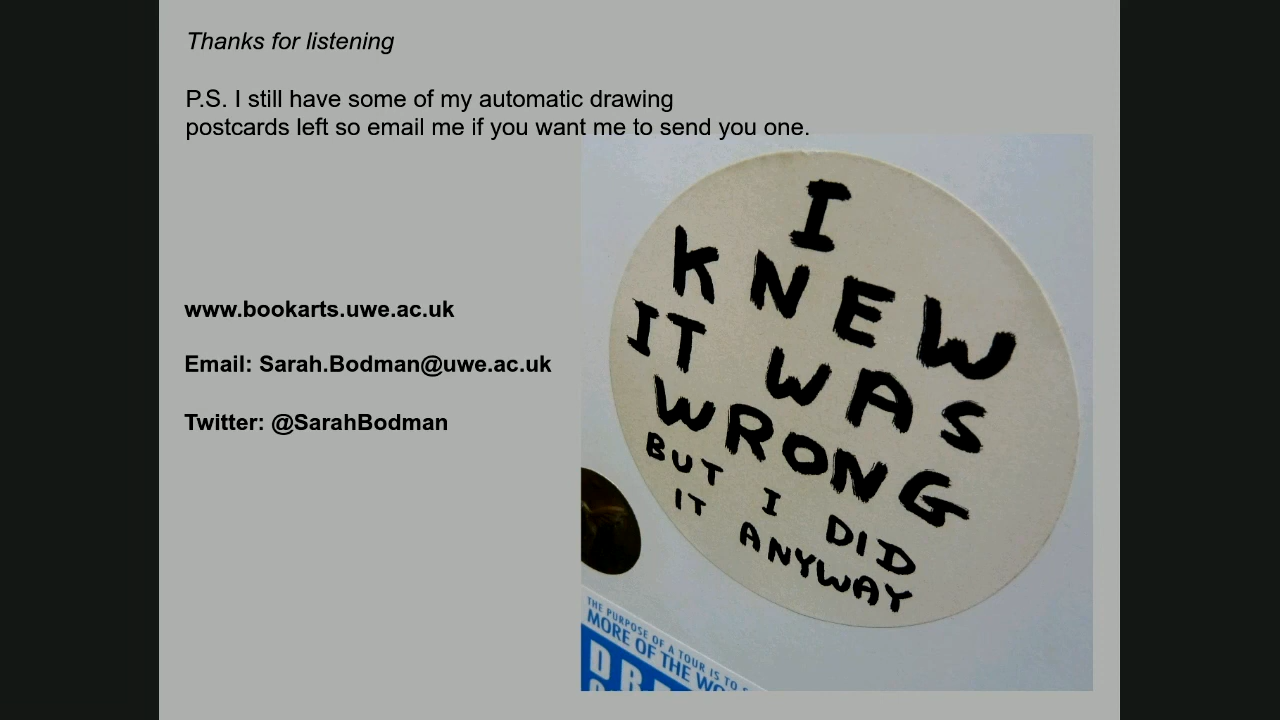 Thanks for listening
P.S. I still have some of my automatic drawing
postcards left so email me if you want me to send you one.
www.bookarts.uwe.ac.uk
Email: Sarah.Bodman@uwe.ac.uk
Twitter: @SarahBodman
I
KNEW
IT WAS
WRONG
BUT I DID
IT ANYWAY
THE PURPOSE OF A TOUR IS TO
MORE OF THE